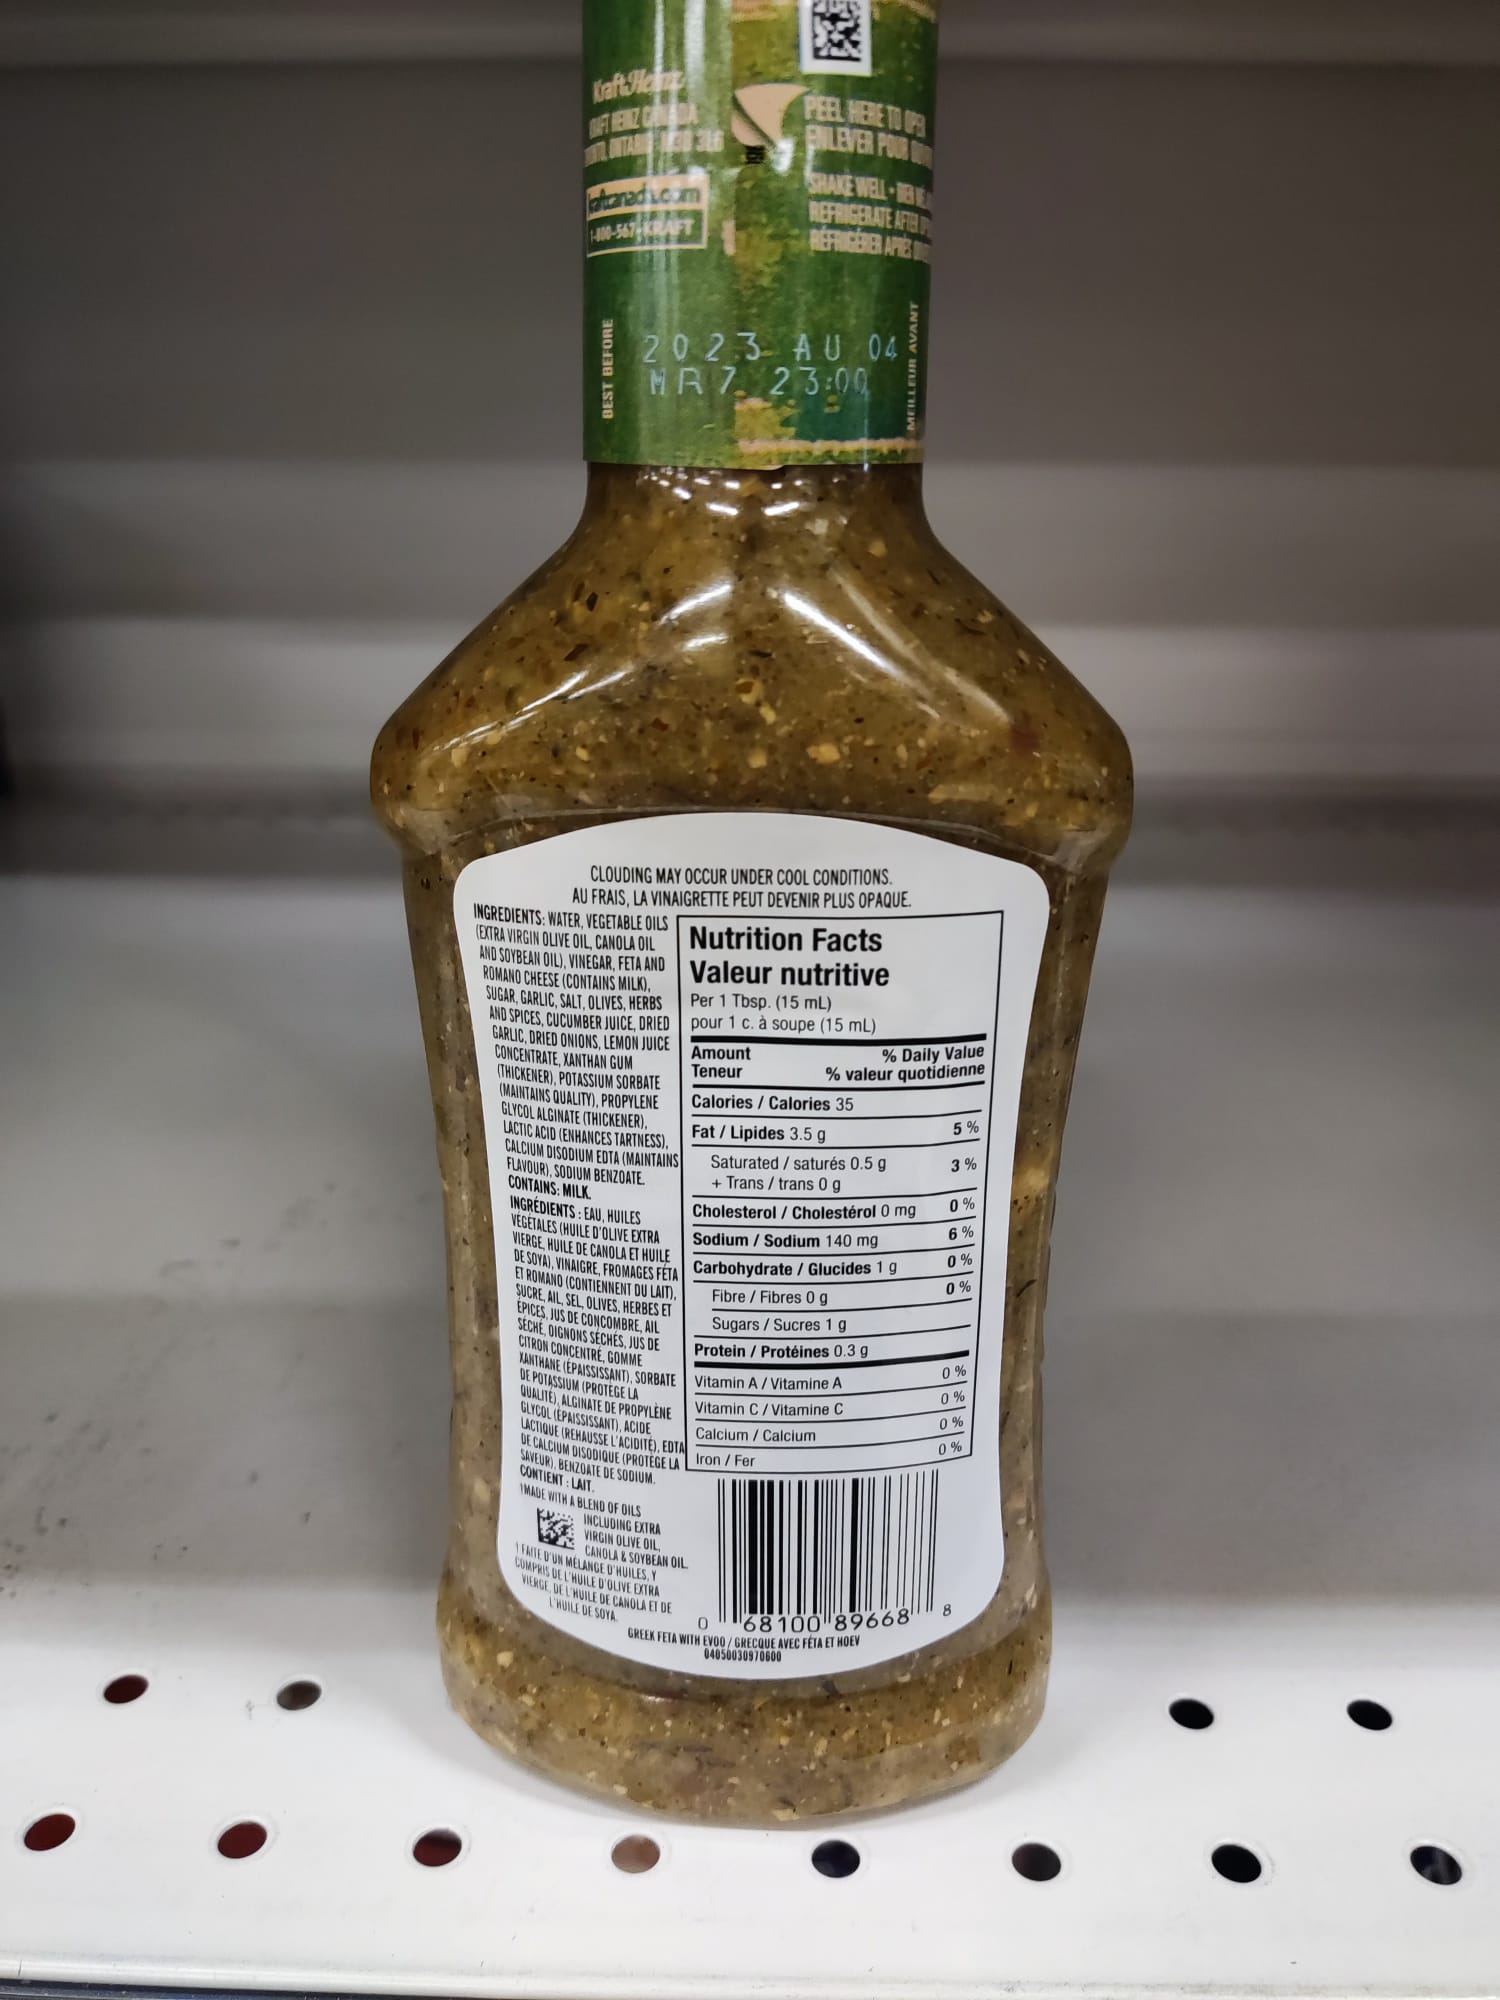 KraftHeinz
1-800-567-KRAFT
PEEL HERE TO
ENLEVER POUR
SHAKE WELL •
REFRIGERATE AFTER
RÉFRIGÉRER APRÈS
BEST BEFORE
2023 AU 04
MR7 23:00
MEILLEUR AVANT
CLOUDING MAY OCCUR UNDER COOL CONDITIONS.
AU FRAIS, LA VINAIGRETTE PEUT DEVENIR PLUS OPAQUE.
INGREDIENTS: WATER, VEGETABLE OILS
(EXTRA VIRGIN OLIVE OIL, CANOLA OIL
AND SOYBEAN OIL), VINEGAR, FETA AND
ROMANO CHEESE (CONTAINS MILK),
SUGAR, GARLIC, SALT, OLIVES, HERBS
AND SPICES, CUCUMBER JUICE, DRIED
GARLIC, DRIED ONIONS, LEMON JUICE
CONCENTRATE, XANTHAN GUM
(THICKENER), POTASSIUM SORBATE
(MAINTAINS QUALITY), PROPYLENE
GLYCOL ALGINATE (THICKENER),
LACTIC ACID (ENHANCES TARTNESS),
CALCIUM DISODIUM EDTA (MAINTAINS
FLAVOUR), SODIUM BENZOATE.
CONTAINS: MILK.
INGRÉDIENTS : EAU, HUILES
VÉGÉTALES (HUILE D'OLIVE EXTRA
VIERGE, HUILE DE CANOLA ET HUILE
DE SOYA), VINAIGRE, FROMAGES FÉTA
ET ROMANO (CONTIENNENT DU LAIT),
SUCRE, AIL, SEL, OLIVES, HERBES ET
ÉPICES, JUS DE CONCOMBRE, AIL
SÉCHÉ, OIGNONS SÉCHÉS, JUS DE
CITRON CONCENTRÉ, GOMME
XANTHANE (ÉPAISSISSANT), SORBATE
DE POTASSIUM (PROTÈGE LA
QUALITÉ), ALGINATE DE PROPYLÈNE
GLYCOL (ÉPAISSISSANT), ACIDE
LACTIQUE (REHAUSSE L'ACIDITÉ), EDTA
DE CALCIUM DISODIQUE (PROTÈGE LA
SAVEUR), BENZOATE DE SODIUM.
CONTIENT : LAIT.
†MADE WITH A BLEND OF OILS
INCLUDING EXTRA
VIRGIN OLIVE OIL,
CANOLA & SOYBEAN OIL.
†FAITE D'UN MÉLANGE D'HUILES, Y
COMPRIS DE L'HUILE D'OLIVE EXTRA
VIERGE, DE L'HUILE DE CANOLA ET DE
L'HUILE DE SOYA.
Nutrition Facts
Valeur nutritive
Per 1 Tbsp. (15 mL)
pour 1 c. à soupe (15 mL)
Amount % Daily Value
Teneur % valeur quotidienne
Calories / Calories 35
Fat / Lipides 3.5 g 5 %
Saturated / saturés 0.5 g 3 %
+ Trans / trans 0 g
Cholesterol / Cholestérol 0 mg 0 %
Sodium / Sodium 140 mg 6 %
Carbohydrate / Glucides 1 g 0 %
Fibre / Fibres 0 g 0 %
Sugars / Sucres 1 g
Protein / Protéines 0.3 g
Vitamin A / Vitamine A 0 %
Vitamin C / Vitamine C 0 %
Calcium / Calcium 0 %
Iron / Fer 0 %
0 68100 89668 8
GREEK FETA WITH EVOO / GRECQUE AVEC FÉTA ET HOEV
04050030970600